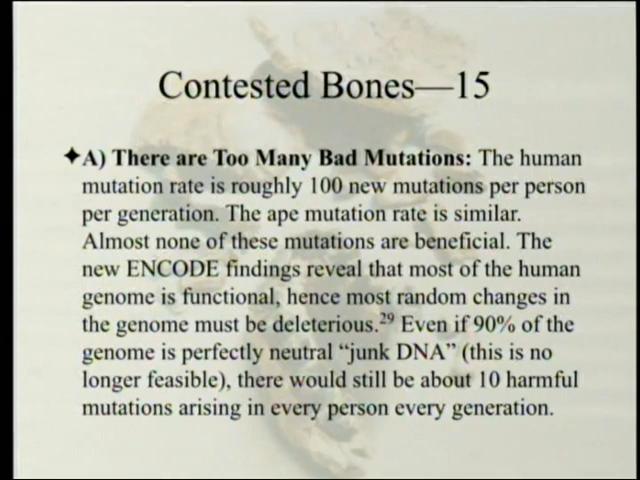 Contested Bones—15
✦A) There are Too Many Bad Mutations: The human
mutation rate is roughly 100 new mutations per person
per generation. The ape mutation rate is similar.
Almost none of these mutations are beneficial. The
new ENCODE findings reveal that most of the human
genome is functional, hence most random changes in
the genome must be deleterious.29 Even if 90% of the
genome is perfectly neutral “junk DNA” (this is no
longer feasible), there would still be about 10 harmful
mutations arising in every person every generation.